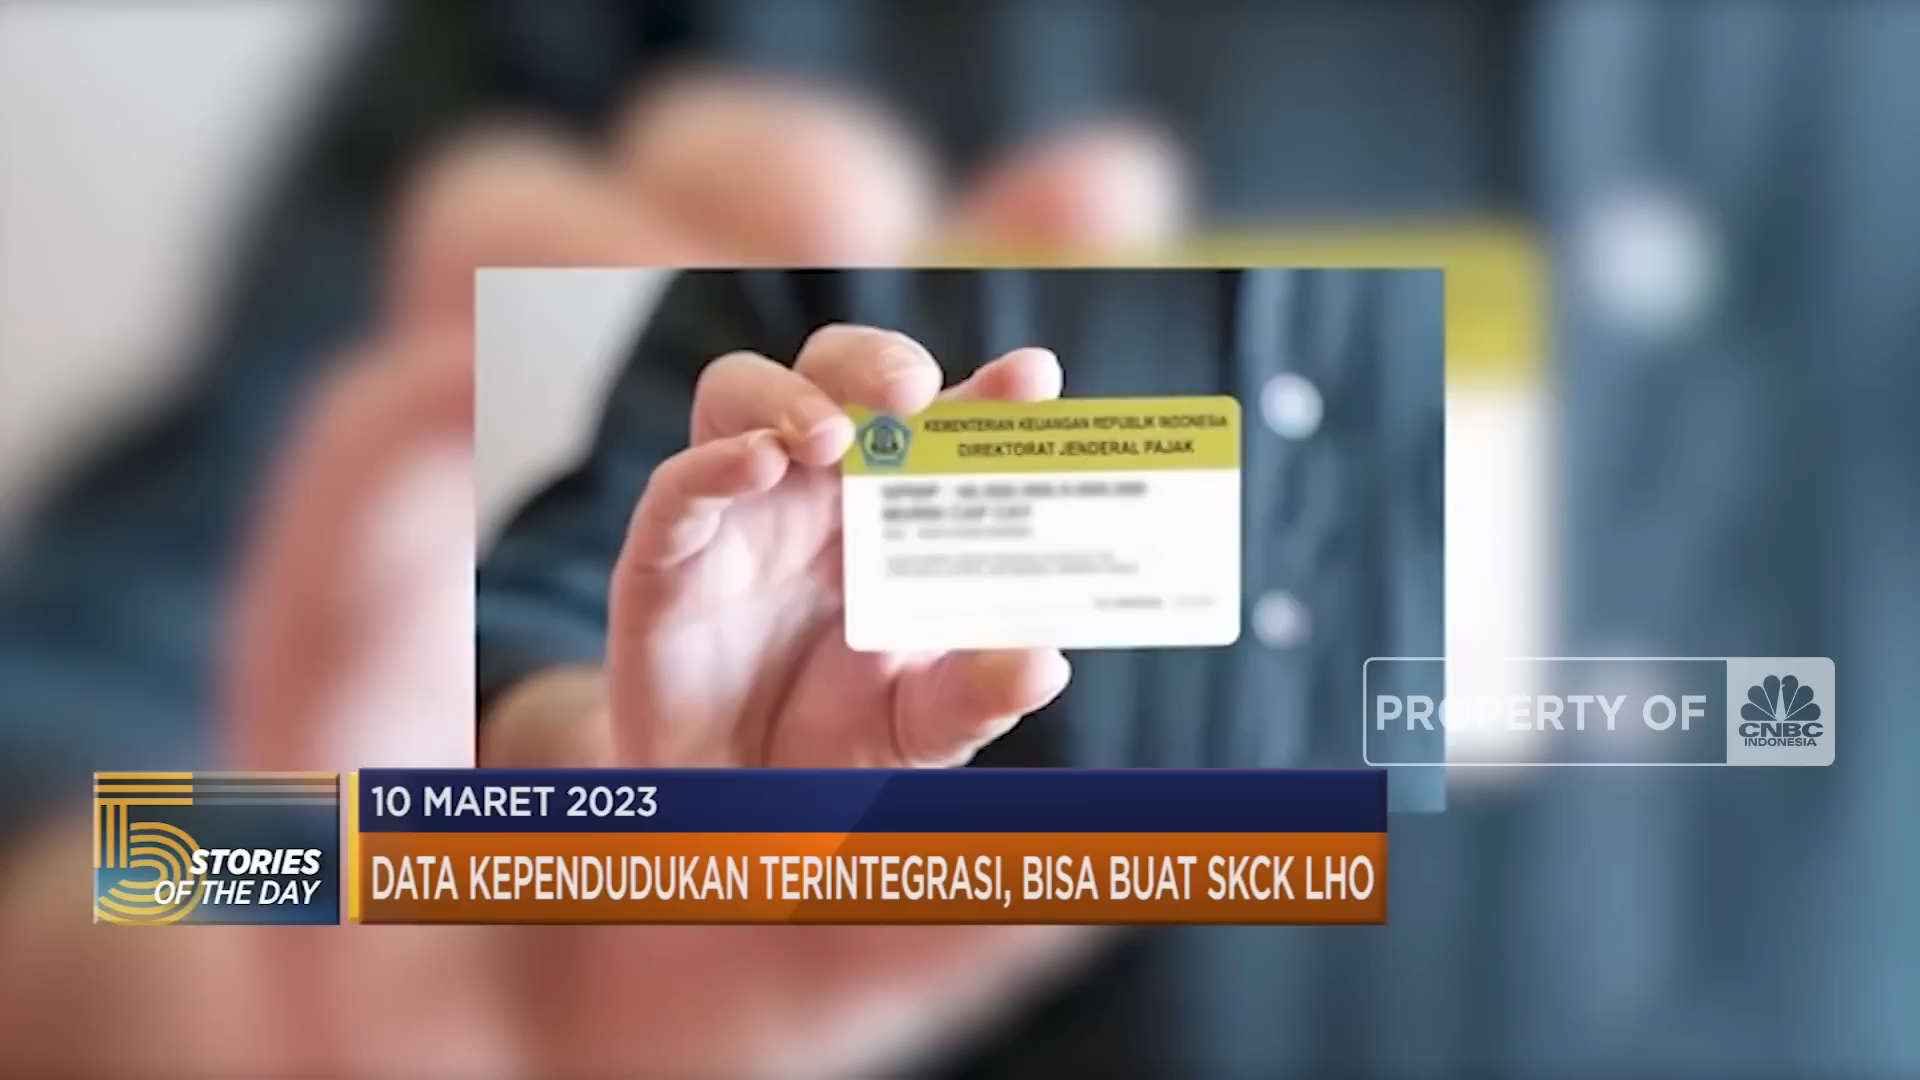 KEMENTERIAN KEUANGAN REPUBLIK INDONESIA
DIREKTORAT JENDERAL PAJAK
PROPERTY OF
CNBC
INDONESIA
5
STORIES
OF THE DAY
10 MARET 2023
DATA KEPENDUDUKAN TERINTEGRASI, BISA BUAT SKCK LHO